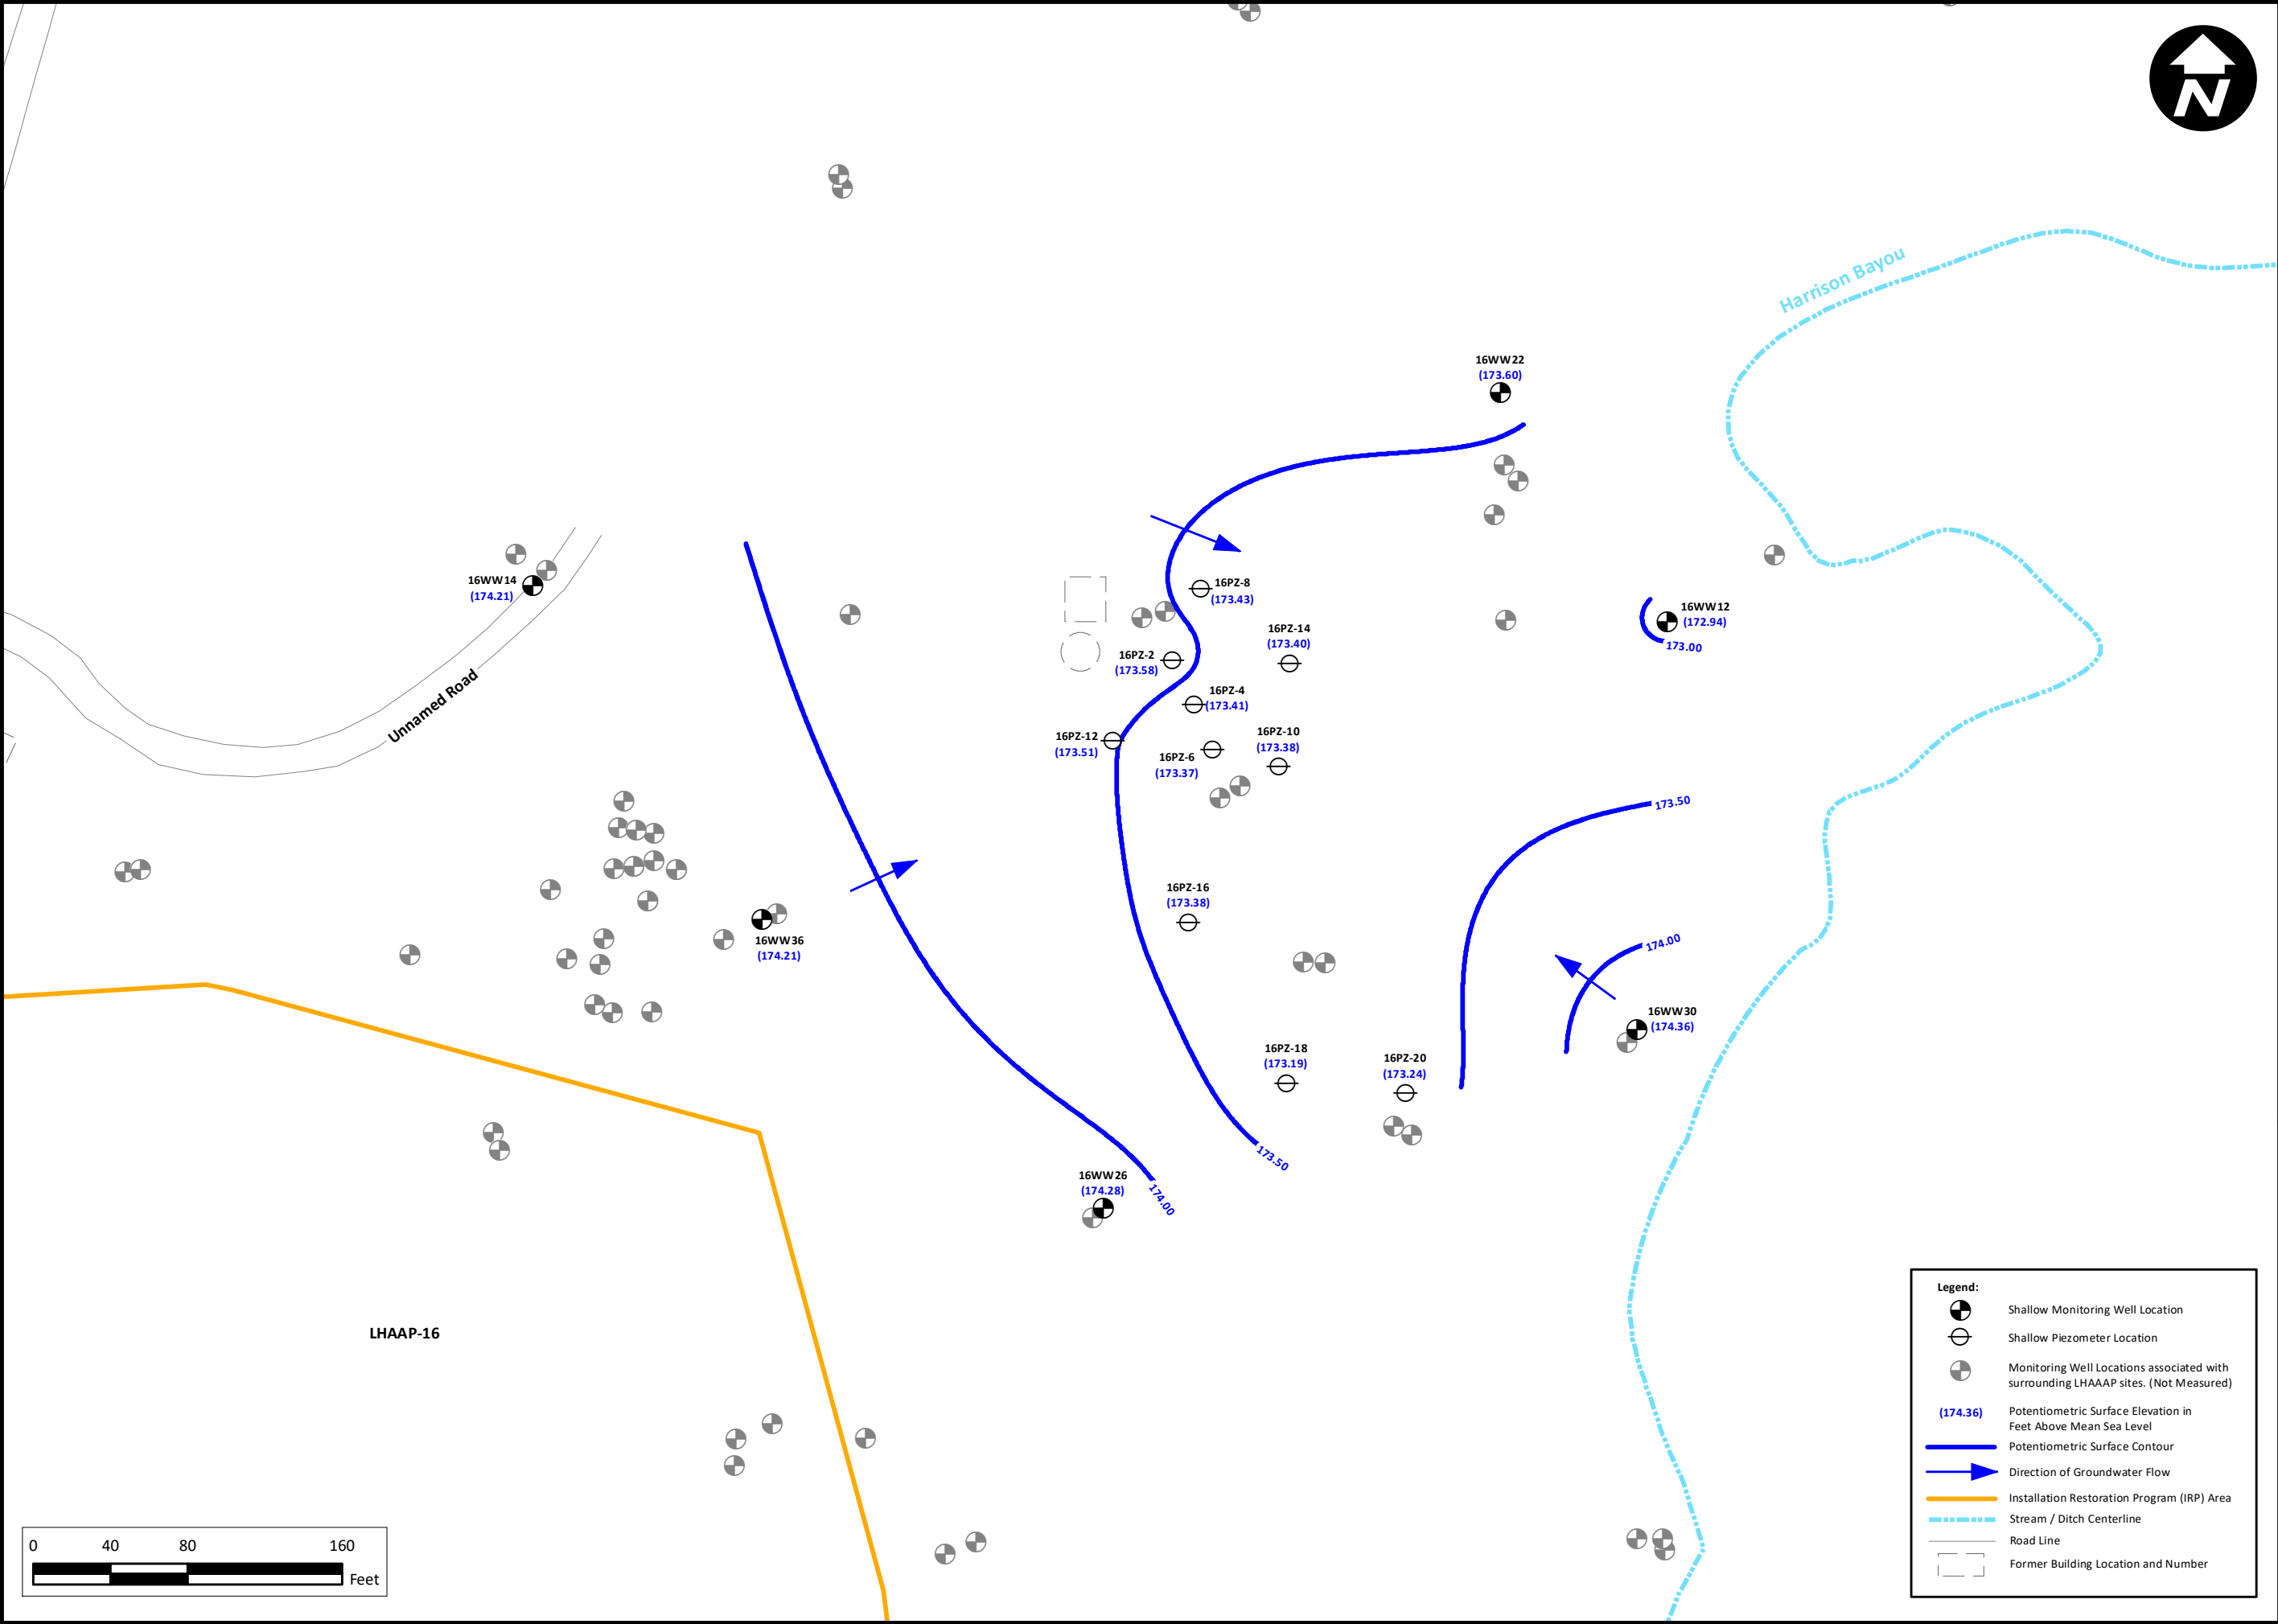 N
Harrison Bayou
16WW22
(173.60)
16WW14
(174.21)
16PZ-8
(173.43)
16WW12
(172.94)
173.00
16PZ-14
(173.40)
16PZ-2
(173.58)
Unnamed Road
16PZ-4
(173.41)
16PZ-12
(173.51)
16PZ-10
(173.38)
16PZ-6
(173.37)
173.50
16PZ-16
(173.38)
16WW36
(174.21)
174.00
16WW30
(174.36)
16PZ-18
(173.19)
16PZ-20
(173.24)
173.50
16WW26
(174.28)
174.00
LHAAP-16
Legend:
Shallow Monitoring Well Location
Shallow Piezometer Location
Monitoring Well Locations associated with
surrounding LHAAAP sites. (Not Measured)
(174.36) Potentiometric Surface Elevation in
Feet Above Mean Sea Level
Potentiometric Surface Contour
Direction of Groundwater Flow
Installation Restoration Program (IRP) Area
Stream / Ditch Centerline
Road Line
Former Building Location and Number
0 40 80 160
Feet